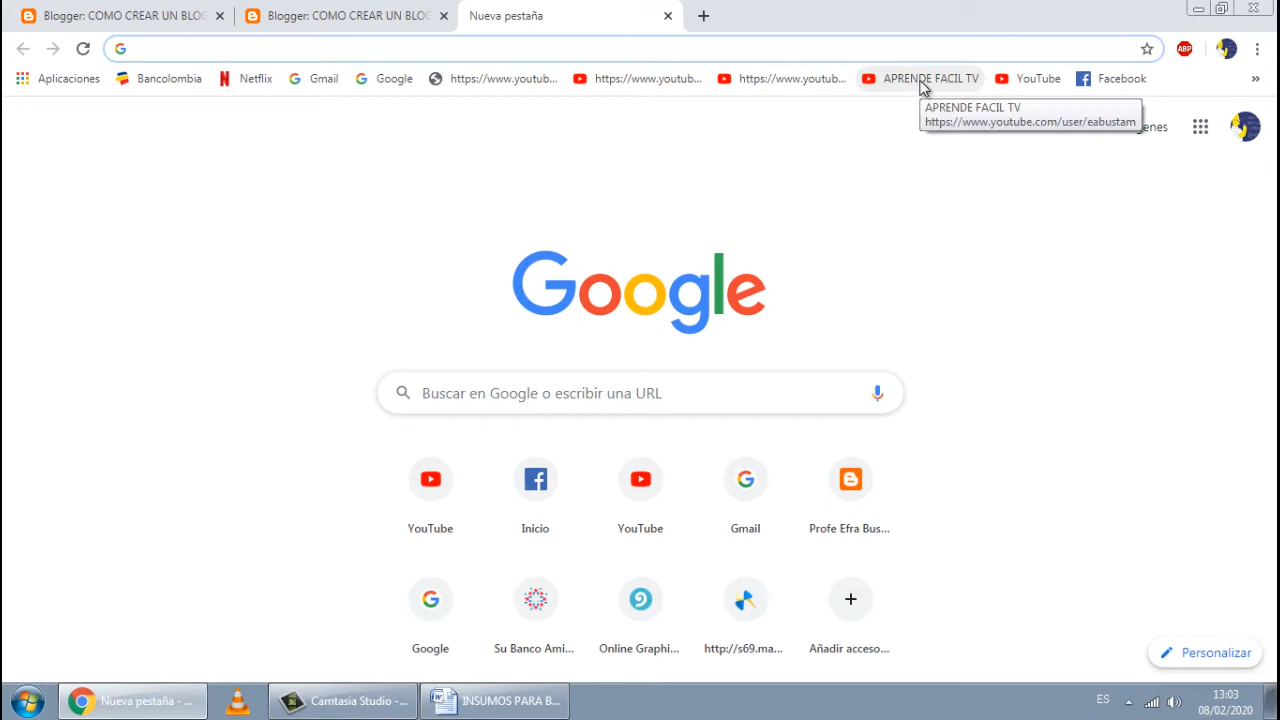 Blogger: COMO CREAR UN BLOG
Blogger: COMO CREAR UN BLOG
Nueva pestaña
ABP
Aplicaciones
Bancolombia
Netflix
Gmail
Google
https://www.youtub...
https://www.youtub...
https://www.youtub...
APRENDE FACIL TV
YouTube
Facebook
»
APRENDE FACIL TV
https://www.youtube.com/user/eabustam
genes
Google
Buscar en Google o escribir una URL
YouTube
Inicio
YouTube
Gmail
Profe Efra Bus...
Google
Su Banco Ami...
Online Graphi...
http://s69.ma...
Añadir acceso...
Personalizar
Nueva pestaña - ...
Camtasia Studio -...
INSUMOS PARA B...
ES
13:03
08/02/2020